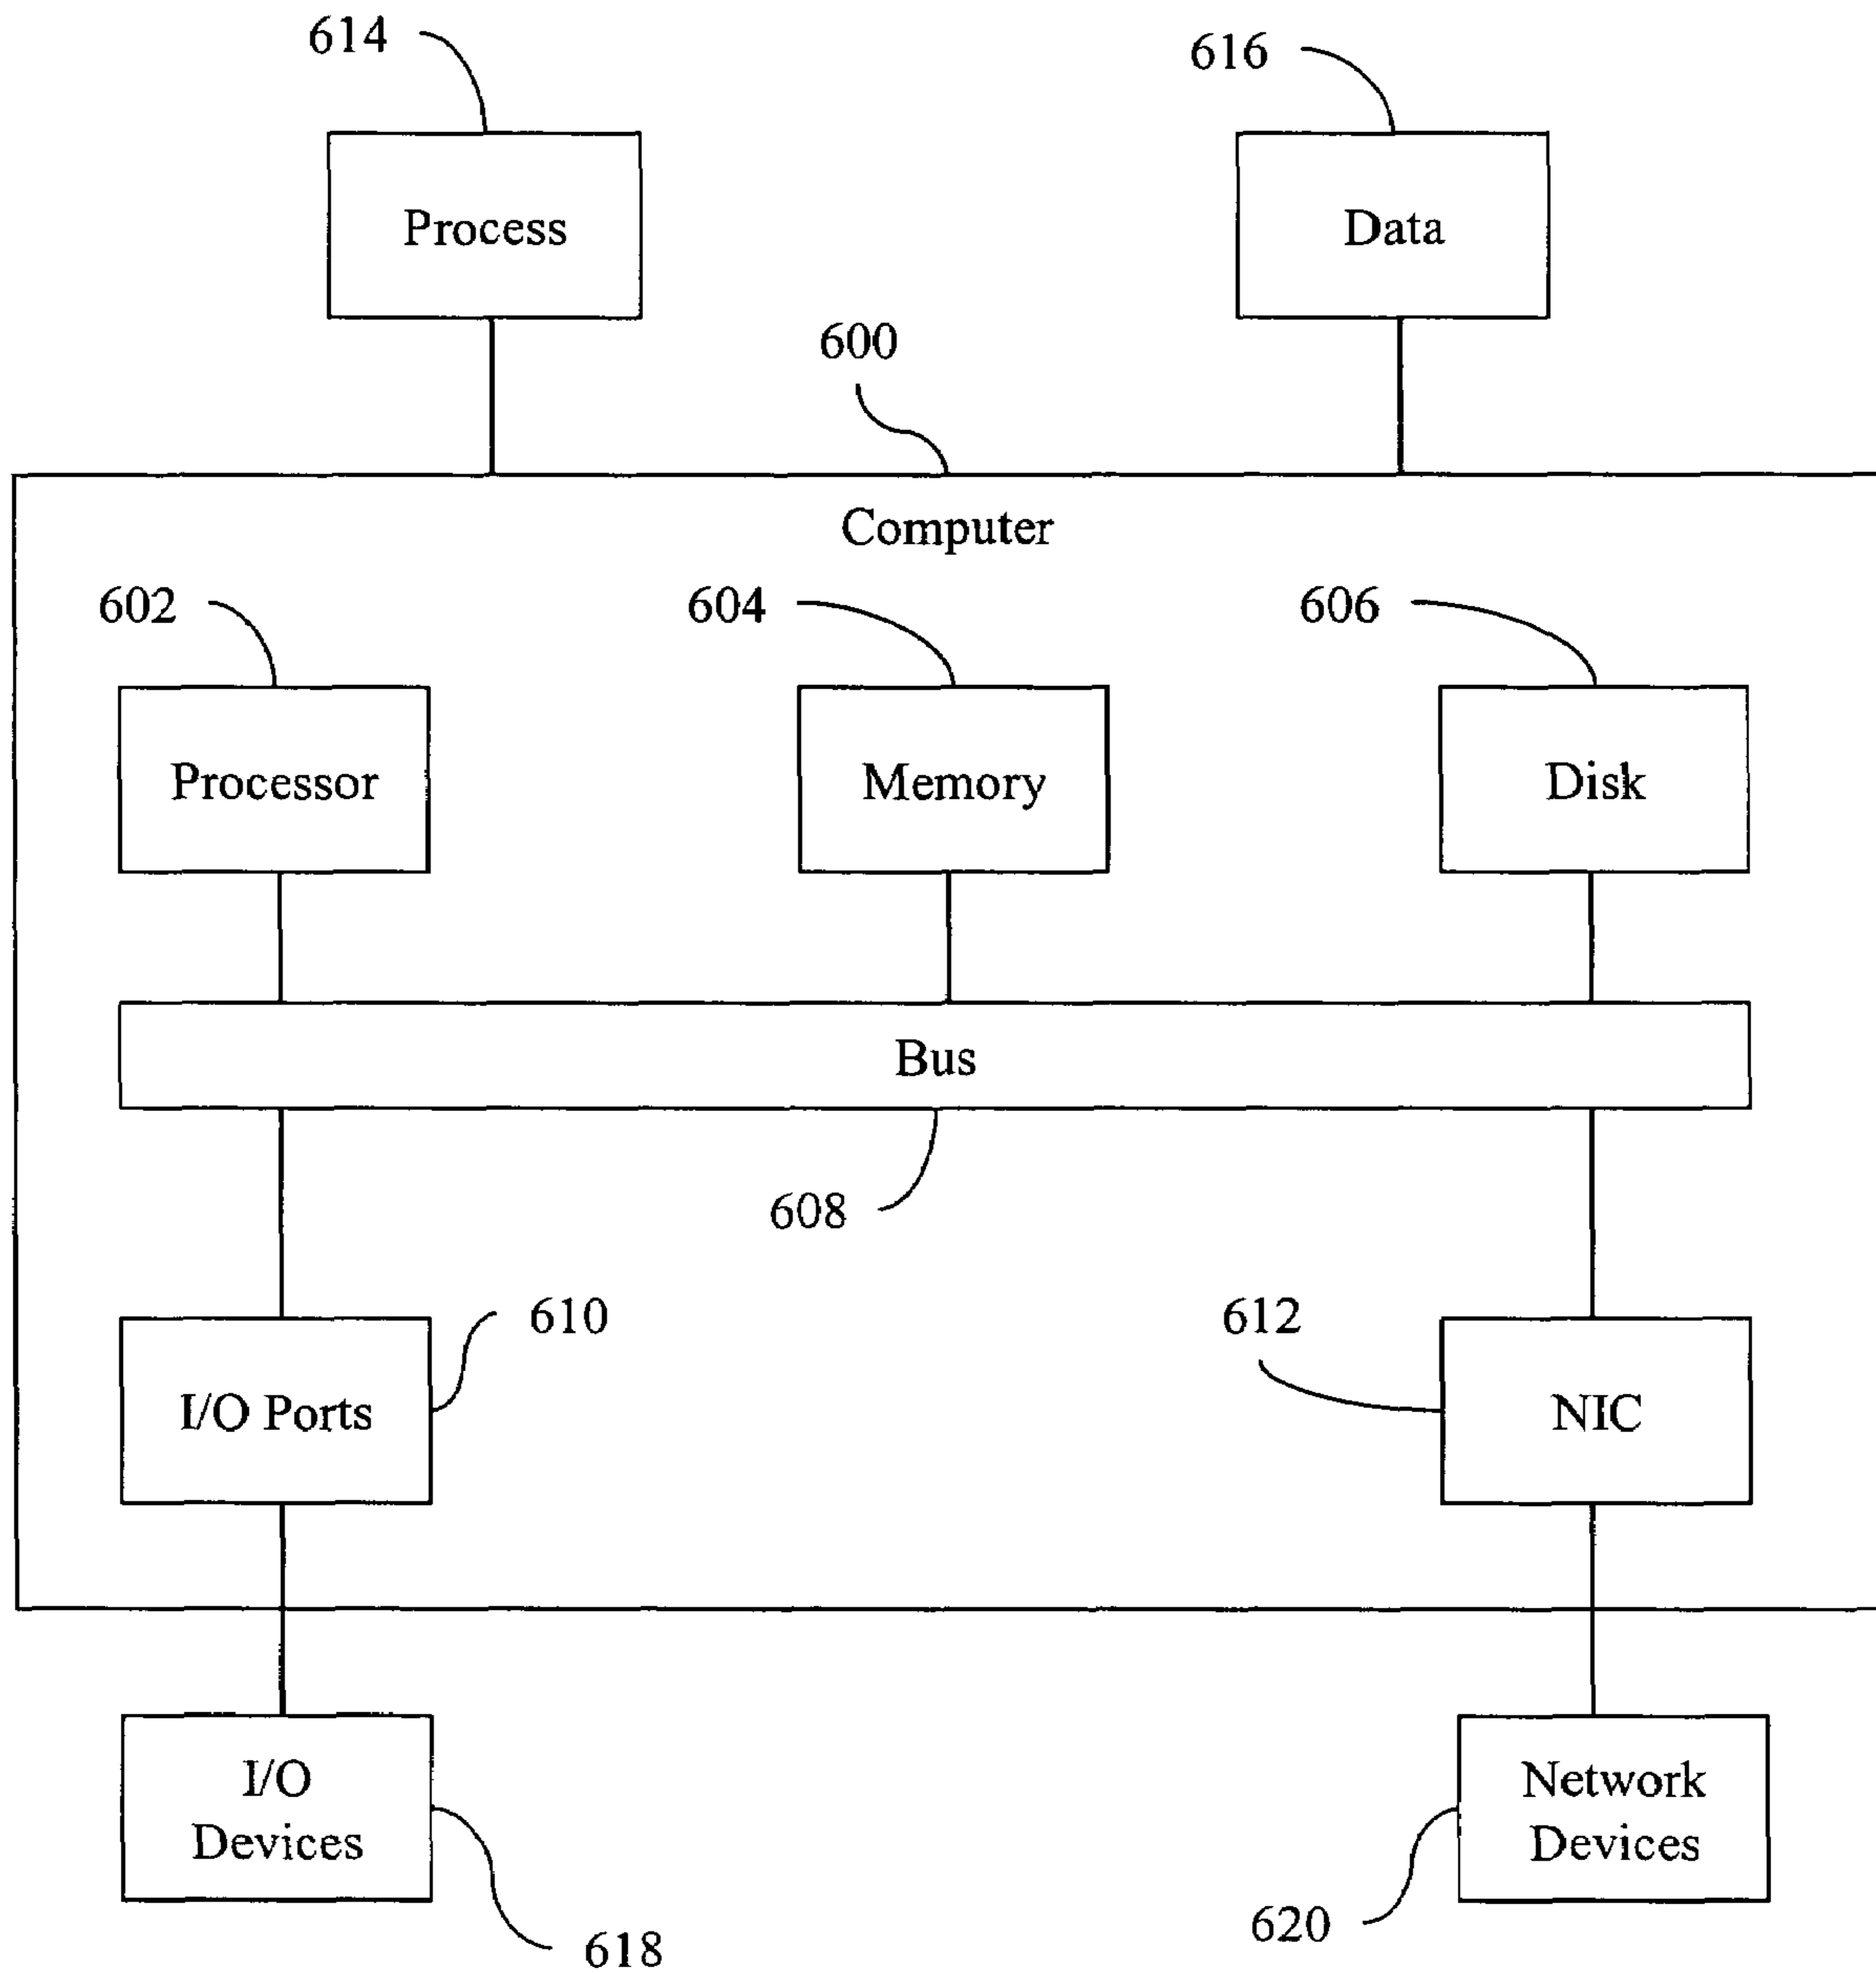 614
616
Process
Data
600
Computer
602
604
606
Processor
Memory
Disk
Bus
608
610
612
I/O Ports
NIC
I/O
Devices
Network
Devices
618
620